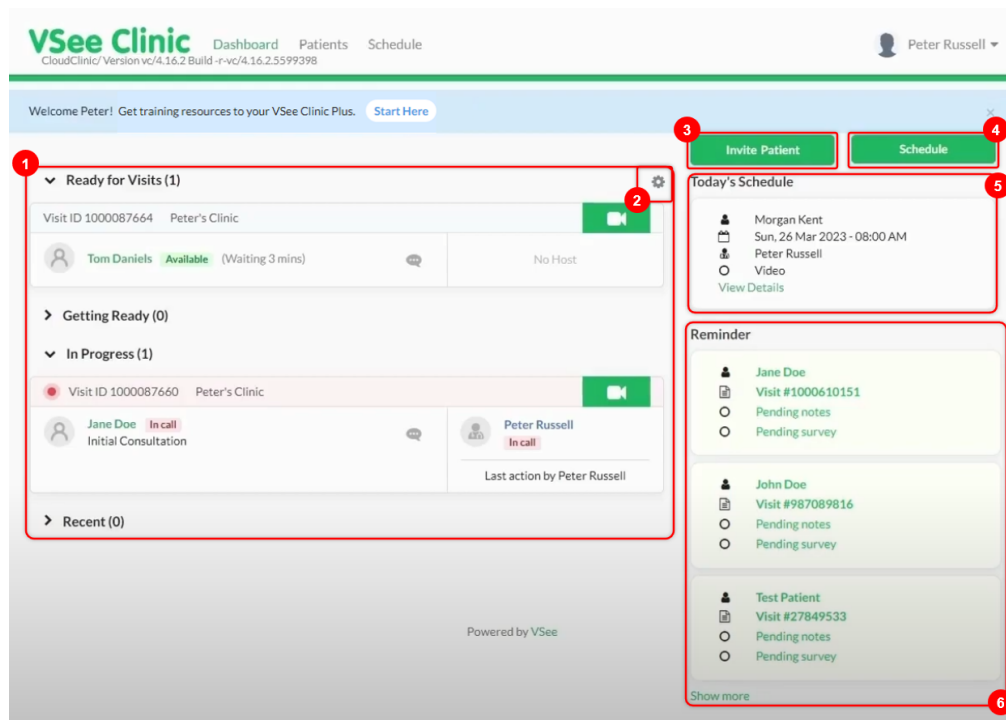 VSee Clinic
Dashboard Patients Schedule
Peter Russell
CloudClinic/ Version vc/4.16.2 Build -r-vc/4.16.2.5599398
Welcome Peter! Get training resources to your VSee Clinic Plus. Start Here
×
3
4
Invite Patient
Schedule
1
Ready for Visits (1)
2
Visit ID 1000087664 Peter's Clinic
Tom Daniels Available (Waiting 3 mins)
No Host
Getting Ready (0)
In Progress (1)
Visit ID 1000087660 Peter's Clinic
Jane Doe In call
Initial Consultation
Peter Russell
In call
Last action by Peter Russell
Recent (0)
Powered by VSee
Today's Schedule
5
Morgan Kent
Sun, 26 Mar 2023 - 08:00 AM
Peter Russell
Video
View Details
Reminder
Jane Doe
Visit #1000610151
Pending notes
Pending survey
John Doe
Visit #987089816
Pending notes
Pending survey
Test Patient
Visit #27849533
Pending notes
Pending survey
Show more
6